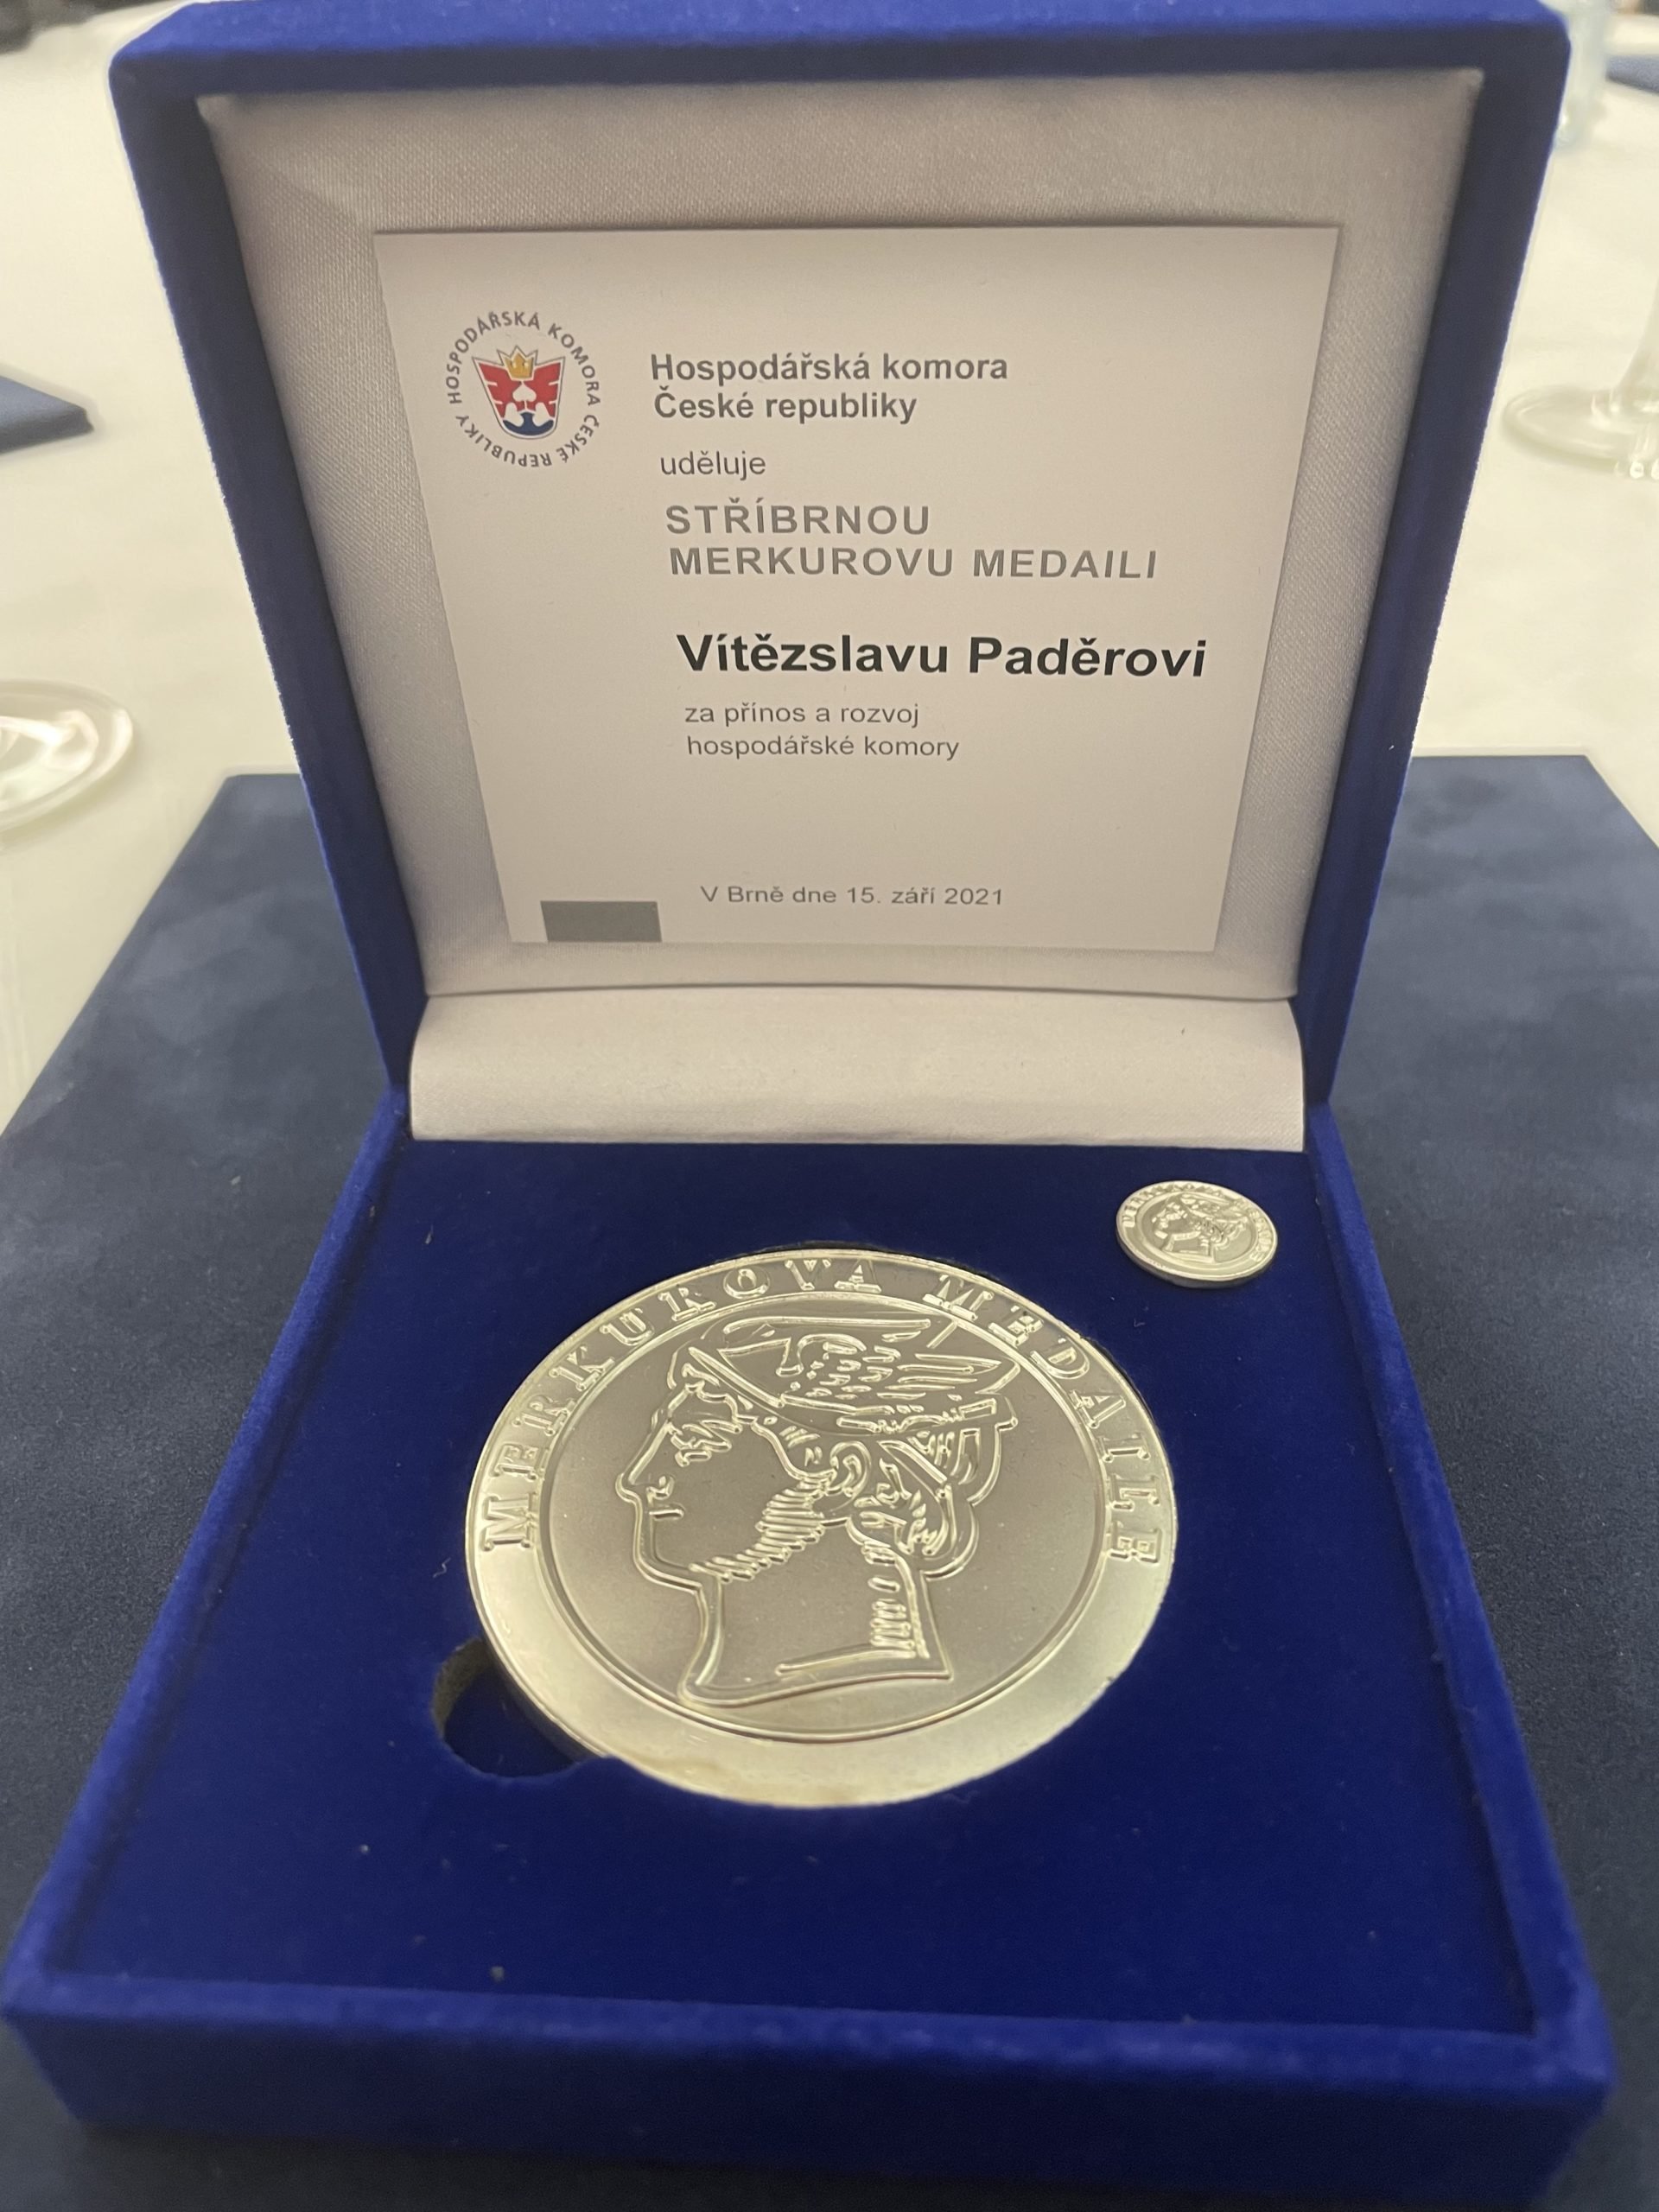 HOSPODÁŘSKÁ KOMORA ČESKÉ REPUBLIKY
Hospodářská komora
České republiky
uděluje
STŘÍBRNOU
MERKUROVU MEDAILI
Vítězslavu Paděrovi
za přínos a rozvoj
hospodářské komory
V Brně dne 15. září 2021
MERKUROVA MEDAILE